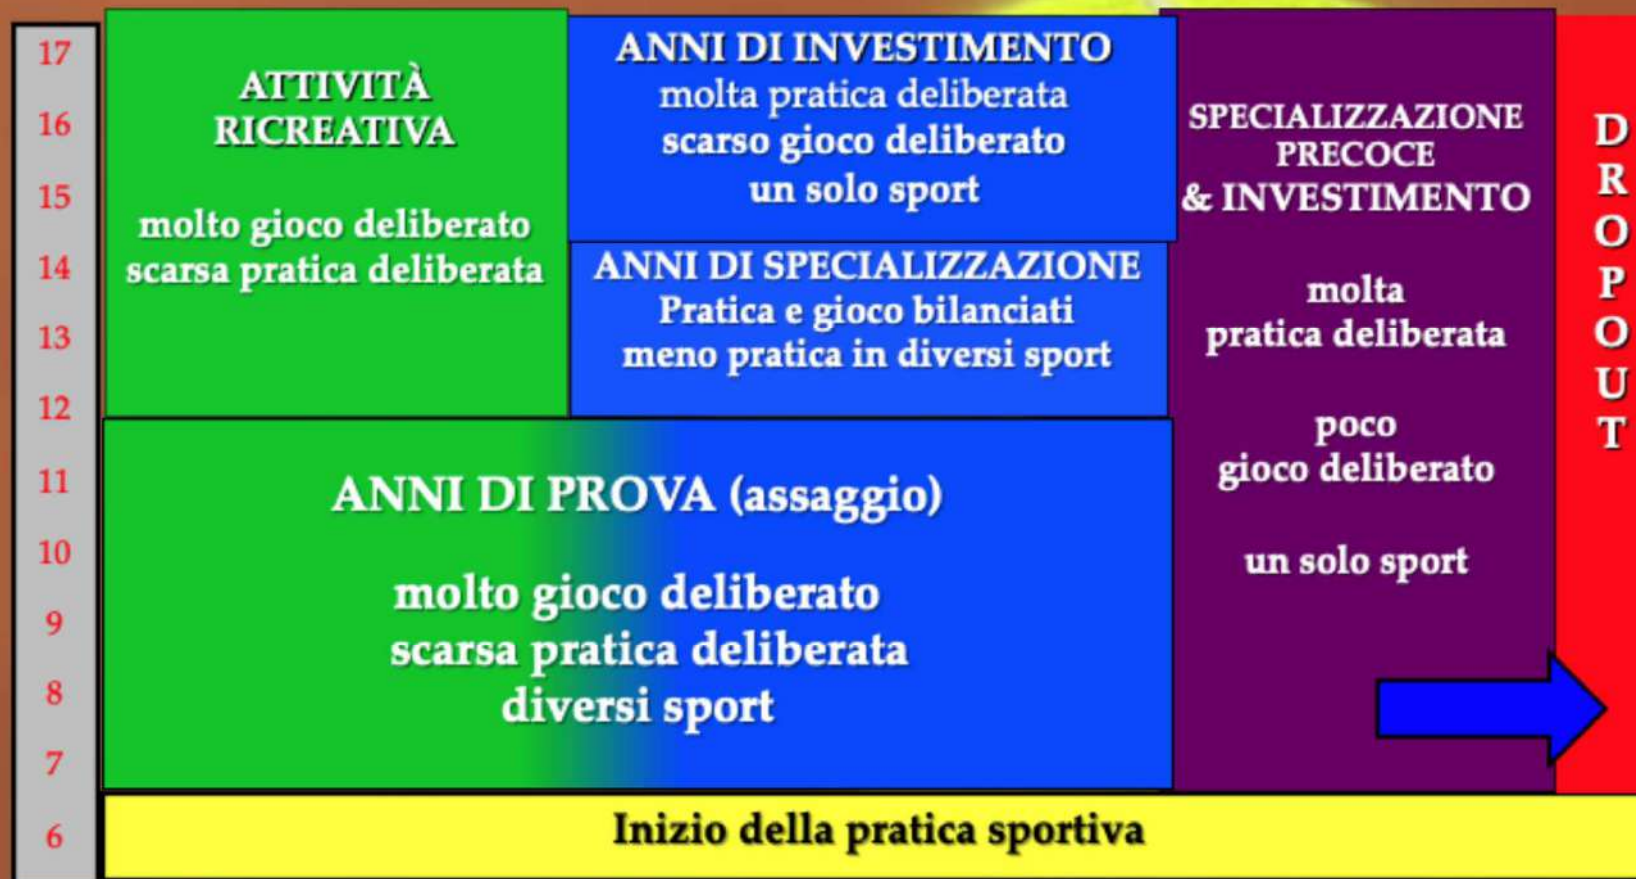 17
16
15
14
13
12
11
10
9
8
7
6
ATTIVITÀ
RICREATIVA
molto gioco deliberato
scarsa pratica deliberata
ANNI DI INVESTIMENTO
molta pratica deliberata
scarso gioco deliberato
un solo sport
ANNI DI SPECIALIZZAZIONE
Pratica e gioco bilanciati
meno pratica in diversi sport
ANNI DI PROVA (assaggio)
molto gioco deliberato
scarsa pratica deliberata
diversi sport
SPECIALIZZAZIONE
PRECOCE
& INVESTIMENTO
molta
pratica deliberata
poco
gioco deliberato
un solo sport
DROPOUT
Inizio della pratica sportiva